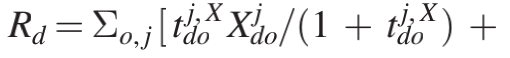 R_d = Σ_{o,j} [t_{do}^{j,X} X_{do}^{j} / (1 + t_{do}^{j,X}) +